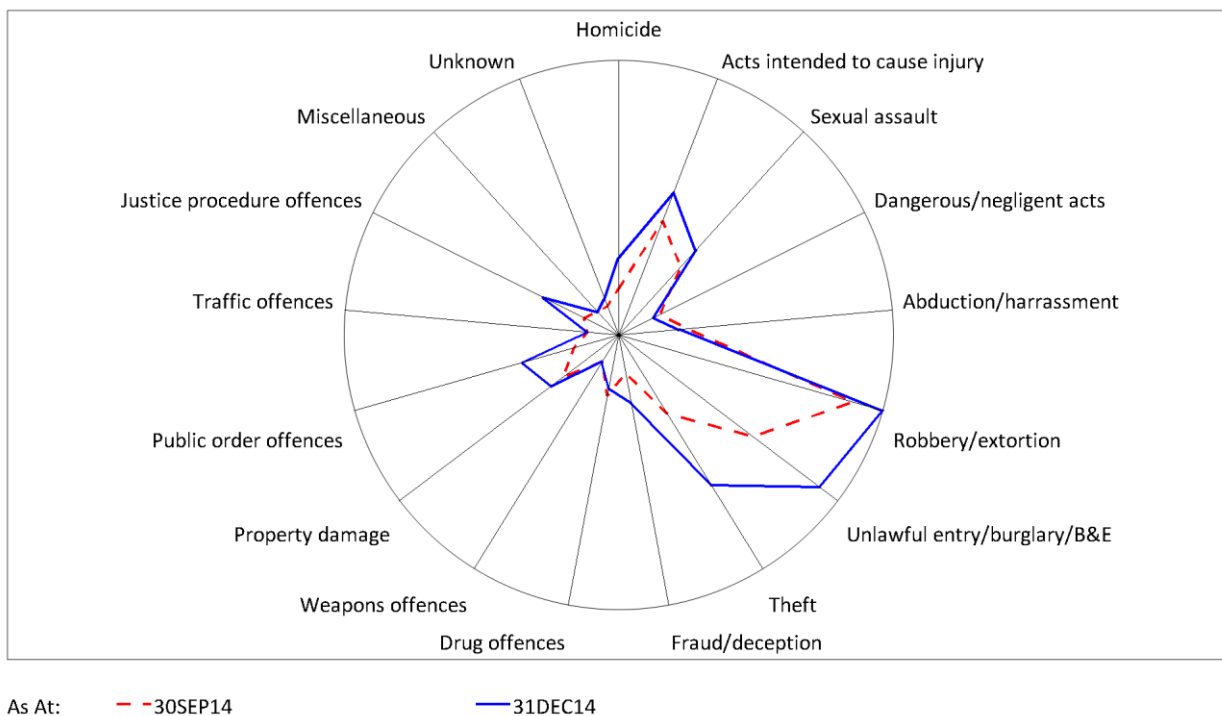 Homicide
Unknown
Acts intended to cause injury
Miscellaneous
Sexual assault
Justice procedure offences
Dangerous/negligent acts
Traffic offences
Abduction/harrassment
Public order offences
Robbery/extortion
Property damage
Unlawful entry/burglary/B&E
Weapons offences
Theft
Drug offences
Fraud/deception
As At: 30SEP14 31DEC14